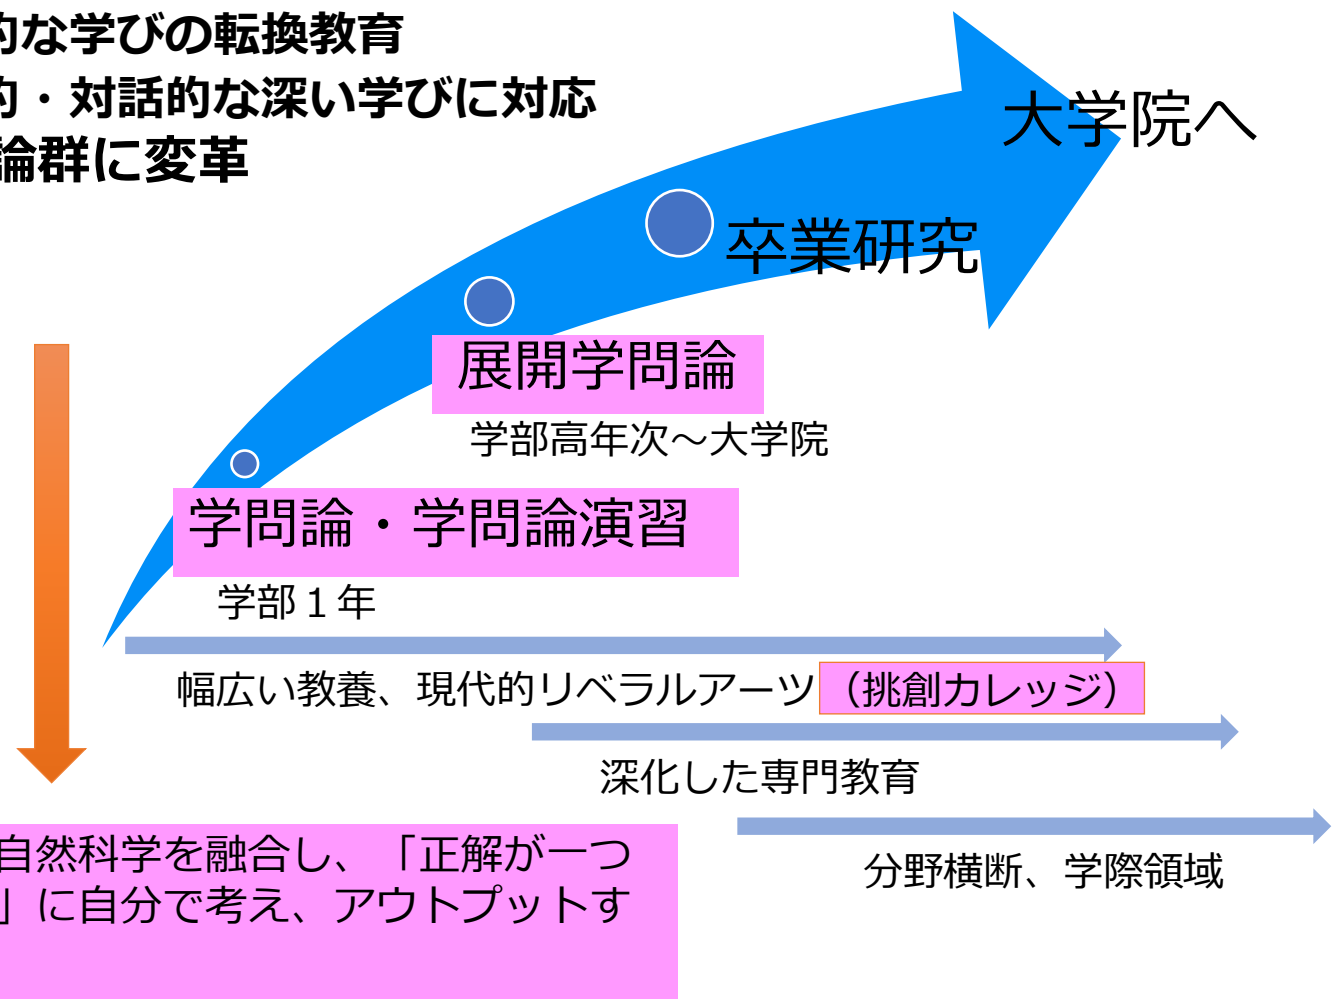 的な学びの転換教育
的・対話的な深い学びに対応
論群に変革
大学院へ
卒業研究
展開学問論
学部高年次～大学院
学問論・学問論演習
学部１年
幅広い教養、現代的リベラルアーツ（挑創カレッジ）
深化した専門教育
分野横断、学際領域
自然科学を融合し、「正解が一つ
」に自分で考え、アウトプットす